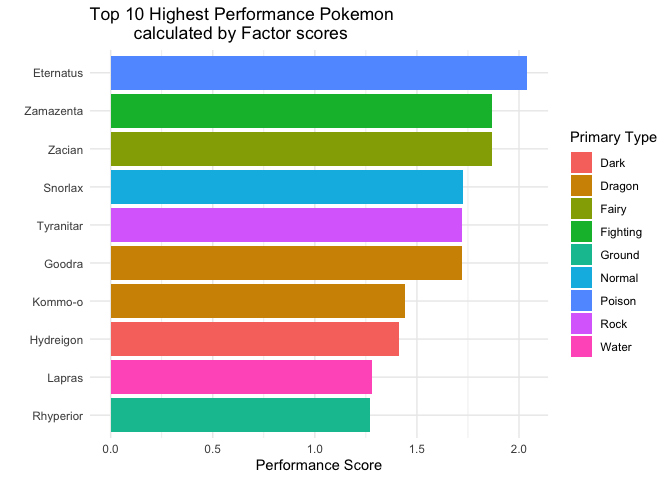 Top 10 Highest Performance Pokemon
calculated by Factor scores
Eternatus
Zamazenta
Zacian
Snorlax
Tyranitar
Goodra
Kommo-o
Hydreigon
Lapras
Rhyperior
0.0 0.5 1.0 1.5 2.0
Performance Score
Primary Type
Dark
Dragon
Fairy
Fighting
Ground
Normal
Poison
Rock
Water